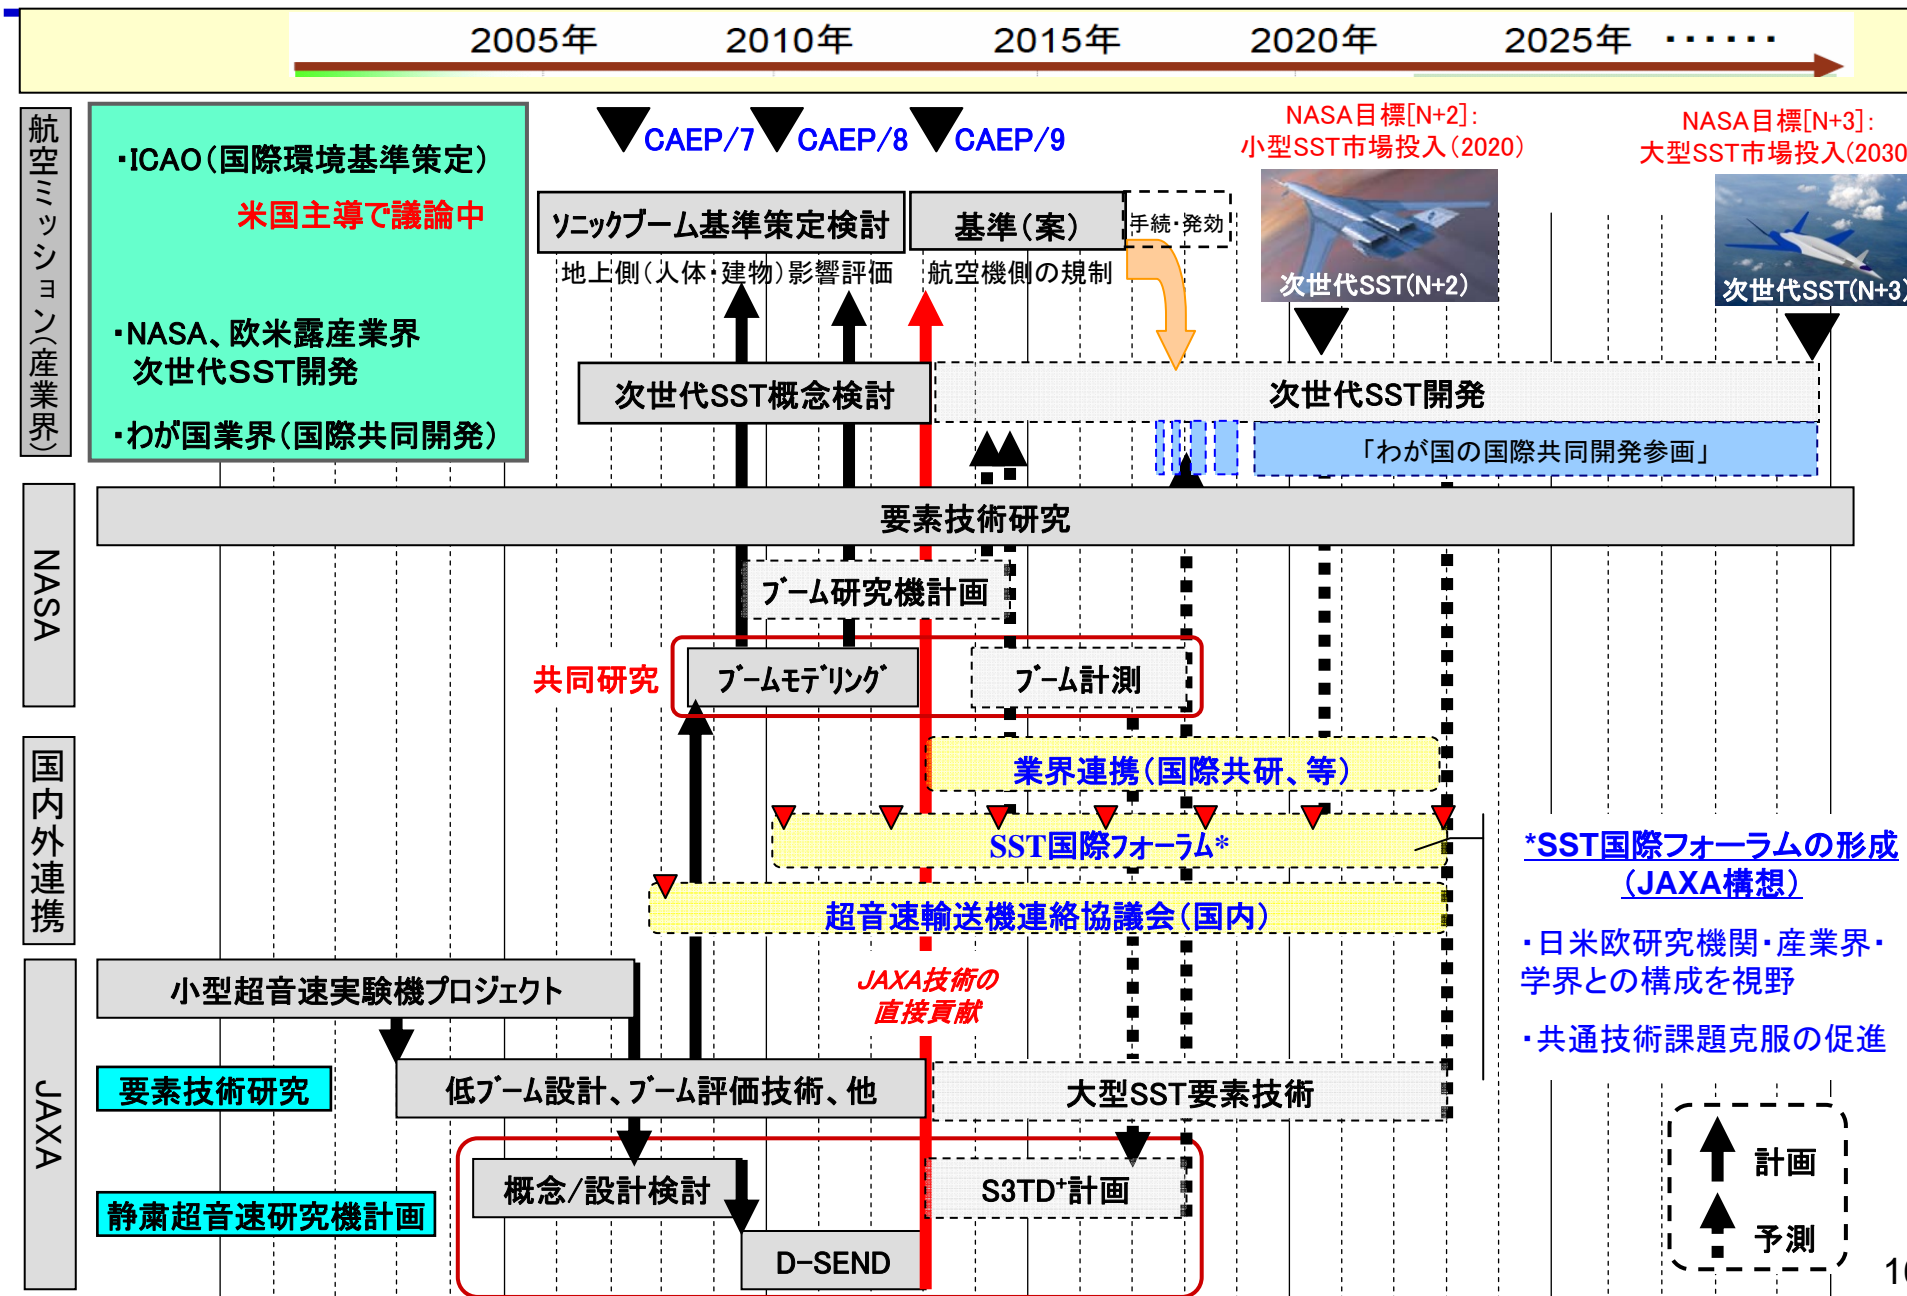 2005年 2010年 2015年 2020年 2025年 ・・・・・・
航空ミッション(産業界)
・ICAO(国際環境基準策定)
米国主導で議論中
・NASA、欧米露産業界
次世代SST開発
・わが国業界(国際共同開発)
CAEP/7 CAEP/8 CAEP/9
NASA目標[N+2]:
小型SST市場投入(2020)
NASA目標[N+3]:
大型SST市場投入(2030
ソニックブーム基準策定検討
基準(案)
手続・発効
地上側(人体・建物)影響評価
航空機側の規制
次世代SST(N+2)
次世代SST(N+3)
次世代SST概念検討
次世代SST開発
「わが国の国際共同開発参画」
NASA
要素技術研究
ブーム研究機計画
共同研究
ブームモデリング
ブーム計測
国内外連携
業界連携(国際共研、等)
SST国際フォーラム*
超音速輸送機連絡協議会(国内)
*SST国際フォーラムの形成
(JAXA構想)
・日米欧研究機関・産業界・
学界との構成を視野
・共通技術課題克服の促進
JAXA
小型超音速実験機プロジェクト
JAXA技術の
直接貢献
要素技術研究
低ブーム設計、ブーム評価技術、他
大型SST要素技術
静粛超音速研究機計画
概念/設計検討
S3TD+計画
D-SEND
計画
予測